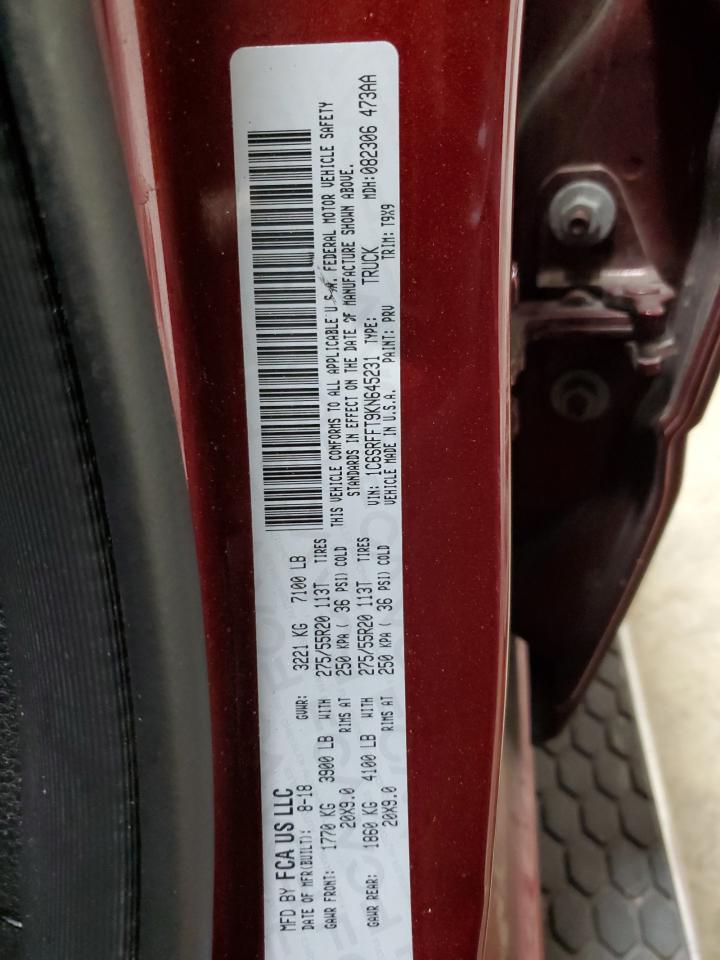 MFD BY FCA US LLC
DATE OF MFR(BUILT): 8-18 GVWR: 3221 KG 7100 LB
GAWR FRONT: 1770 KG 3900 LB WITH 275/55R20 113T TIRES
20X9.0 RIMS AT 250 KPA ( 36 PSI) COLD
GAWR REAR: 1860 KG 4100 LB WITH 275/55R20 113T TIRES
20X9.0 RIMS AT 250 KPA ( 36 PSI) COLD
THIS VEHICLE CONFORMS TO ALL APPLICABLE U.S.A. FEDERAL MOTOR VEHICLE SAFETY
STANDARDS IN EFFECT ON THE DATE OF MANUFACTURE SHOWN ABOVE.
VIN: 1C6SRFFT9KN645231 TYPE: TRUCK MDH:082306 473AA
VEHICLE MADE IN U.S.A. PAINT: PRV TRIM: T9X9